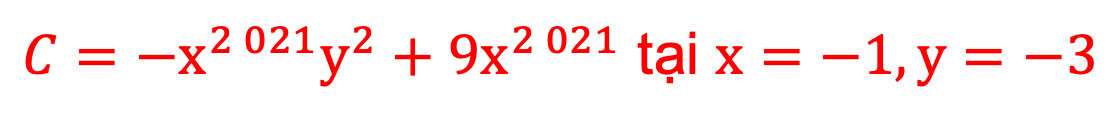 C = −x^{2 021}y^2 + 9x^{2 021} tại x = −1, y = −3